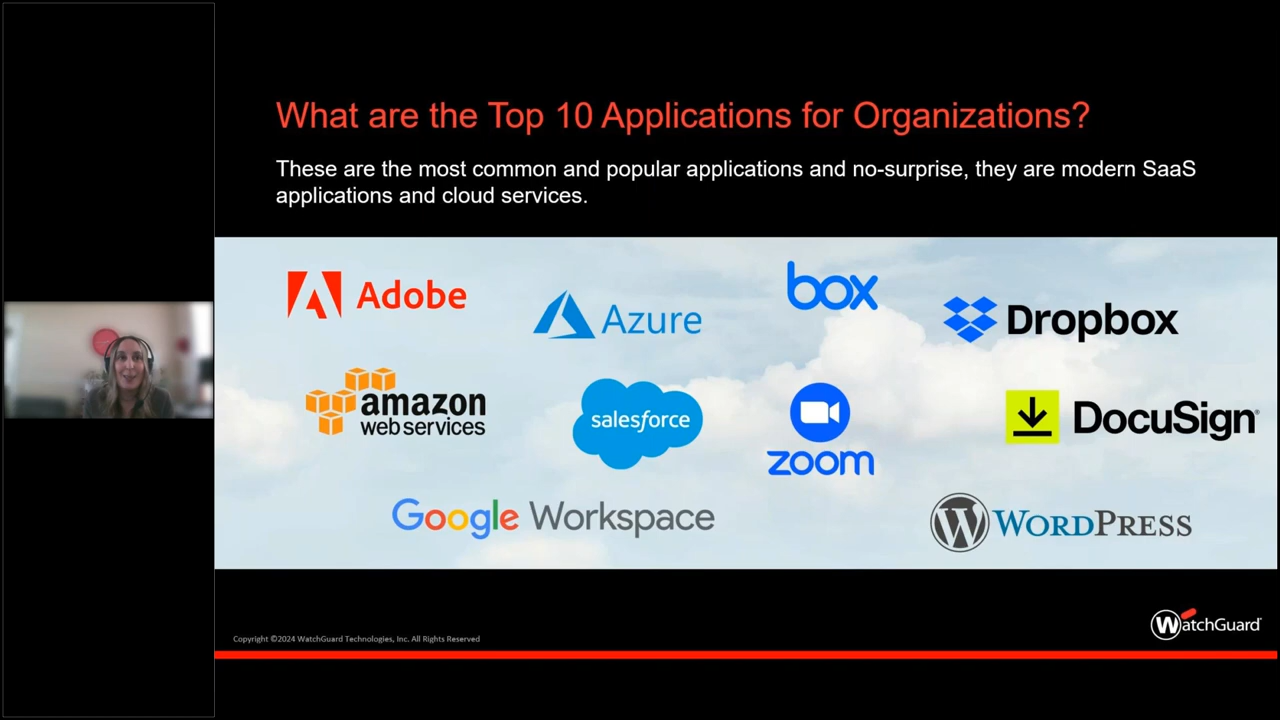 What are the Top 10 Applications for Organizations?
These are the most common and popular applications and no-surprise, they are modern SaaS
applications and cloud services.
Adobe
Azure
box
Dropbox
amazon
web services
salesforce
zoom
DocuSign
Google Workspace
WORDPRESS
Copyright ©2024 WatchGuard Technologies, Inc. All Rights Reserved
WatchGuard